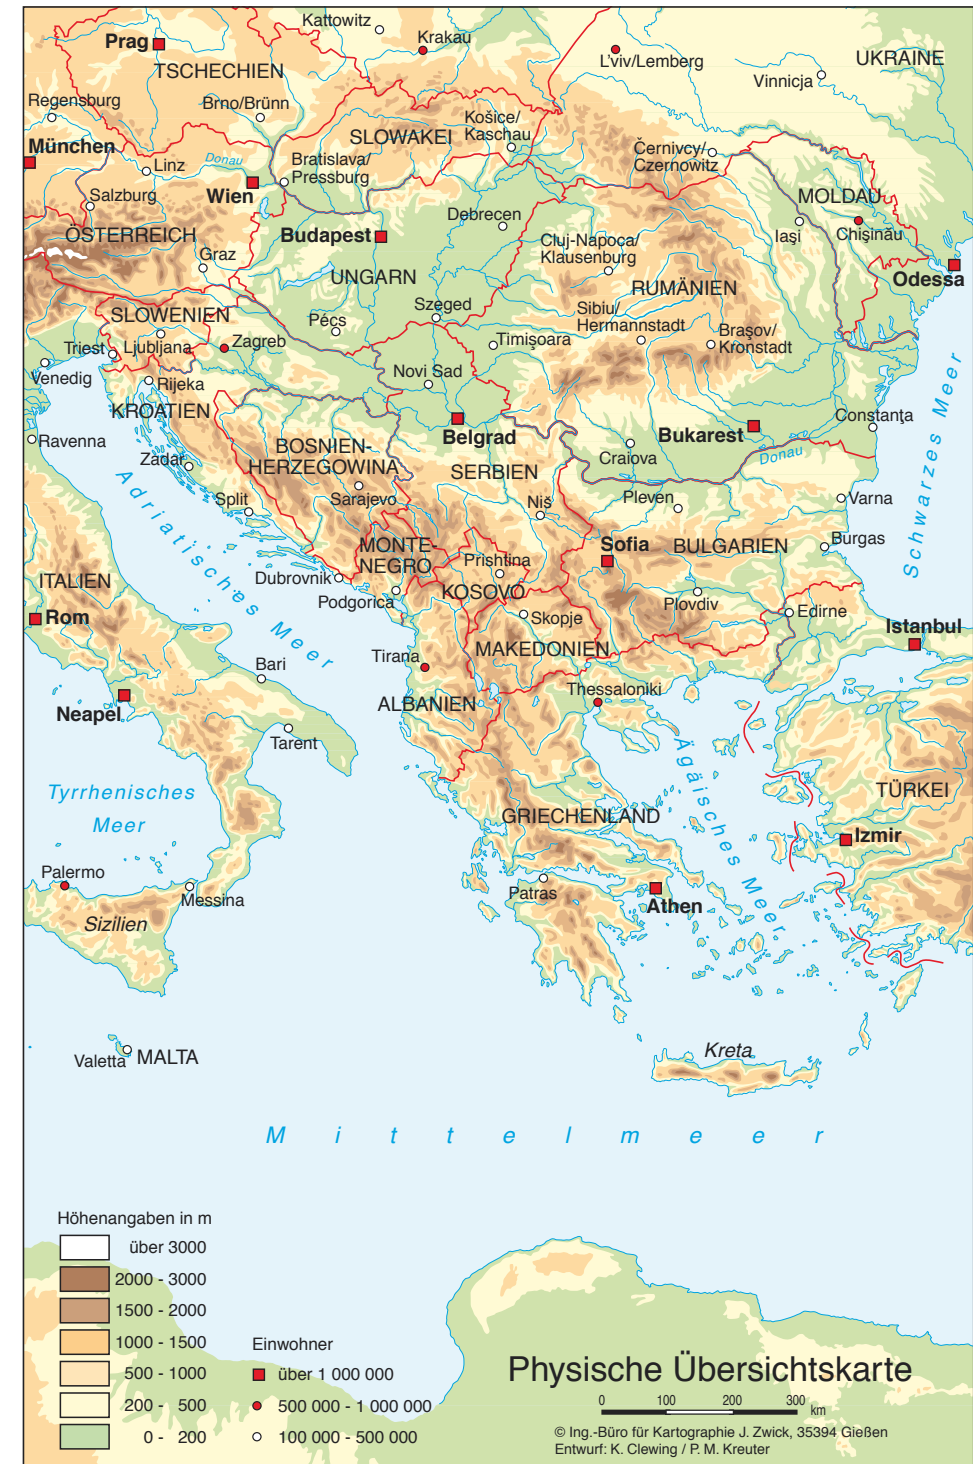 Kattowitz
Krakau
Prag
TSCHECHIEN
L'viv/Lemberg
UKRAINE
Vinnicja
Regensburg
Brno/Brünn
SLOWAKEI
Košice/
Kaschau
München
Linz
Donau
Bratislava/
Pressburg
Černivcy/
Czernowitz
Wien
Salzburg
MOLDAU
Debrecen
ÖSTERREICH
Budapest
Iaşi
Chişinău
Graz
Cluj-Napoca/
Klausenburg
UNGARN
Odessa
RUMÄNIEN
SLOWENIEN
Szeged
Sibiu/
Hermannstadt
Pécs
Braşov/
Kronstadt
Triest
Ljubljana
Zagreb
Timişoara
Venedig
Rijeka
Novi Sad
KROATIEN
Constanţa
Ravenna
Belgrad
Bukarest
BOSNIEN-
HERZEGOWINA
Zadar
Craiova
Donau
SERBIEN
Sarajevo
Split
Pleven
Varna
Niš
Schwarzes Meer
Adriatisches Meer
Sofia
BULGARIEN
Burgas
MONTE-
NEGRO
Prishtina
ITALIEN
Dubrovnik
KOSOVO
Podgorica
Plovdiv
Edirne
Rom
Skopje
Istanbul
MAKEDONIEN
Tirana
Bari
Thessaloniki
Neapel
ALBANIEN
Tarent
Ägäisches Meer
Tyrrhenisches
Meer
TÜRKEI
GRIECHENLAND
Izmir
Palermo
Patras
Messina
Athen
Sizilien
Valetta
MALTA
Kreta
Mittelmeer
Höhenangaben in m
über 3000
2000 - 3000
1500 - 2000
1000 - 1500
500 - 1000
200 - 500
0 - 200
Einwohner
über 1 000 000
500 000 - 1 000 000
100 000 - 500 000
Physische Übersichtskarte
0 100 200 300
km
© Ing.-Büro für Kartographie J. Zwick, 35394 Gießen
Entwurf: K. Clewing / P. M. Kreuter